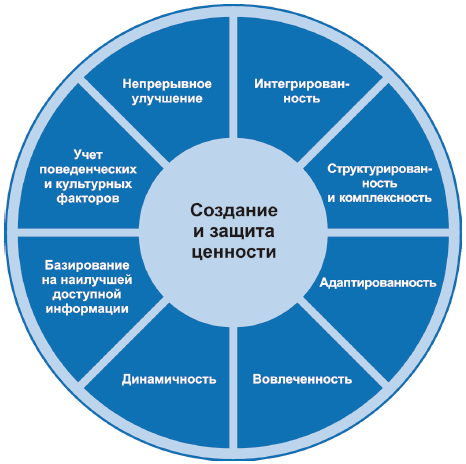 Непрерывное
улучшение
Интегрирован-
ность
Учет
поведенческих
и культурных
факторов
Структурирован-
ность
и комплексность
Создание
и защита
ценности
Базирование
на наилучшей
доступной
информации
Адаптированность
Динамичность
Вовлеченность